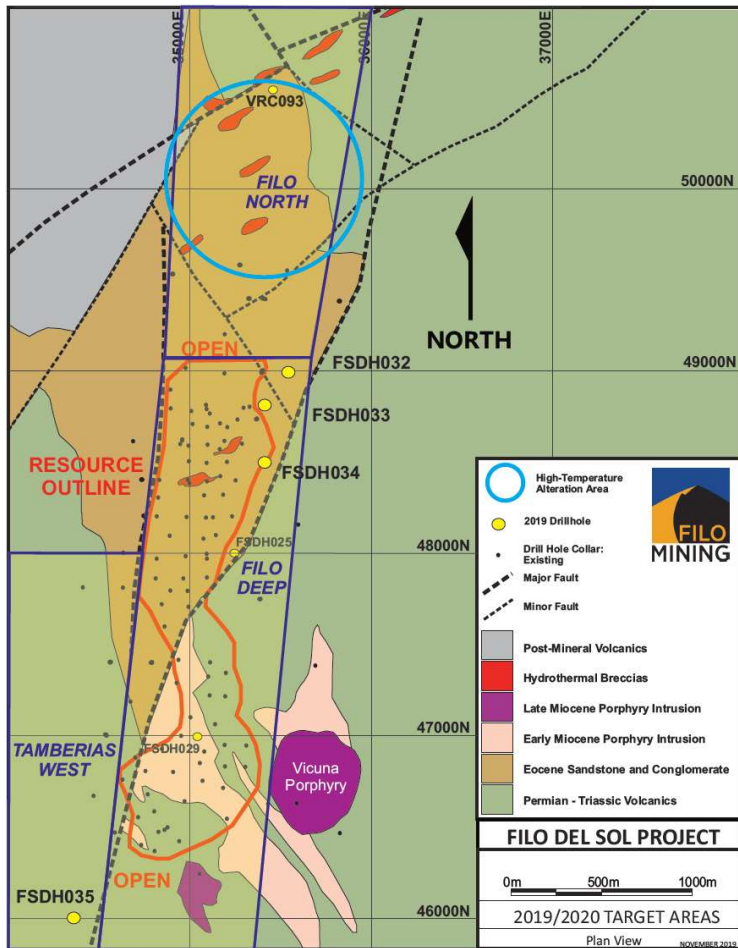 35000E
36000E
37000E
VRC093
FILO
NORTH
50000N
NORTH
OPEN
49000N
FSDH032
FSDH033
RESOURCE
OUTLINE
FSDH034
FSDH025
48000N
FILO
DEEP
TAMBERIAS
WEST
FSDH029
47000N
Vicuna
Porphyry
OPEN
FSDH035
46000N
High-Temperature
Alteration Area
2019 Drillhole
Drill Hole Collar:
Existing
Major Fault
Minor Fault
Post-Mineral Volcanics
Hydrothermal Breccias
Late Miocene Porphyry Intrusion
Early Miocene Porphyry Intrusion
Eocene Sandstone and Conglomerate
Permian - Triassic Volcanics
FILO
MINING
FILO DEL SOL PROJECT
0m 500m 1000m
2019/2020 TARGET AREAS
Plan View NOVEMBER 2019